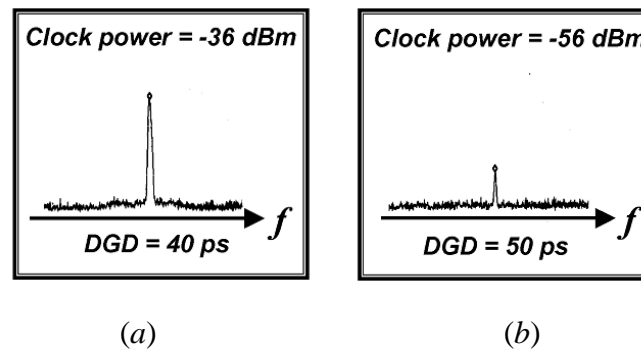 Clock power = -36 dBm
f
DGD = 40 ps
(a)
Clock power = -56 dBm
f
DGD = 50 ps
(b)